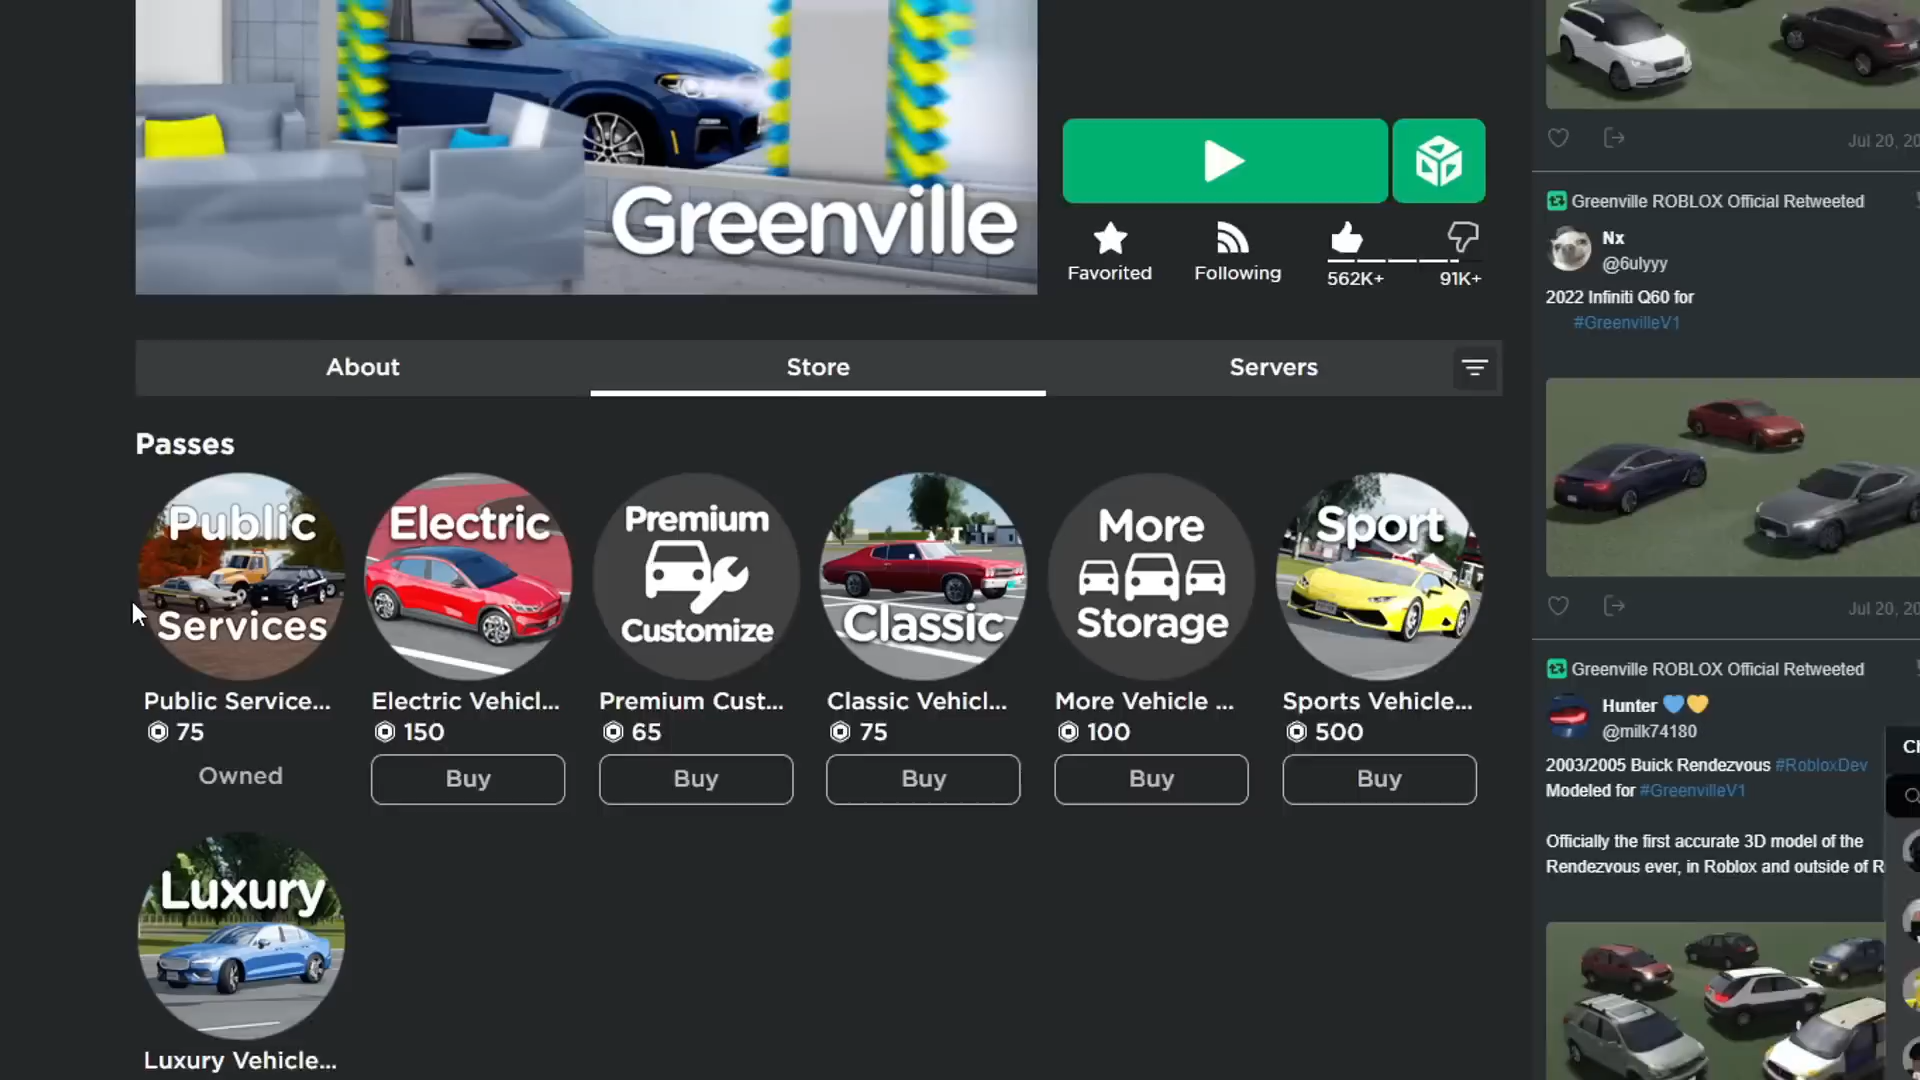 Greenville
Favorited
Following
562K+
91K+
About
Store
Servers
Passes
Public
Services
Electric
Premium
Customize
Classic
More
Storage
Sport
Public Service...
Electric Vehicl...
Premium Cust...
Classic Vehicl...
More Vehicle ...
Sports Vehicle...
75
150
65
75
100
500
Owned
Buy
Buy
Buy
Buy
Buy
Luxury
Luxury Vehicle...
Jul 20, 20
Greenville ROBLOX Official Retweeted
Nx
@6ulyyy
2022 Infiniti Q60 for
#GreenvilleV1
Jul 20, 20
Greenville ROBLOX Official Retweeted
Hunter 💙💛
@milk74180
2003/2005 Buick Rendezvous #RobloxDev
Modeled for #GreenvilleV1
Officially the first accurate 3D model of the
Rendezvous ever, in Roblox and outside of R